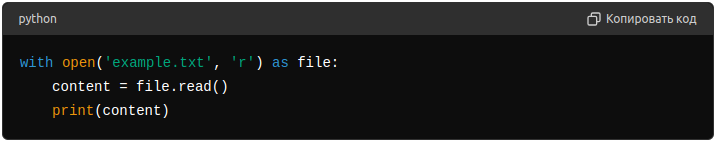 python
Копировать код
with open('example.txt', 'r') as file:
    content = file.read()
    print(content)